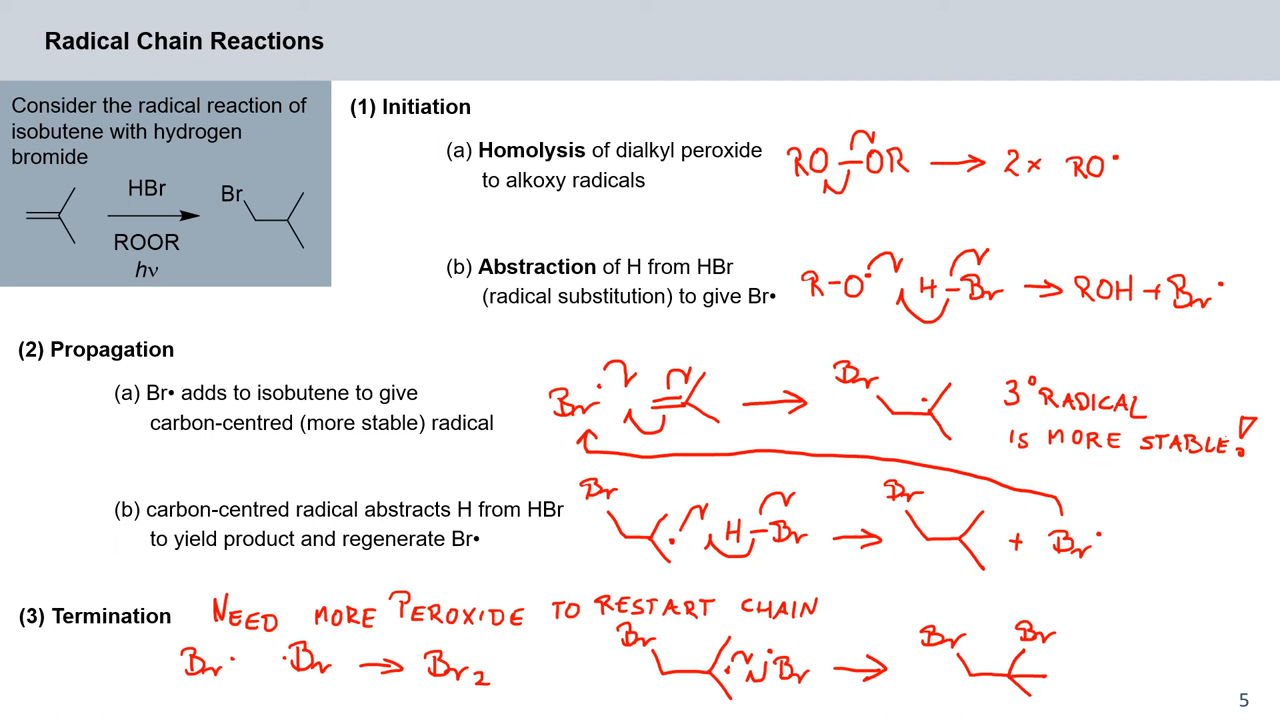 Radical Chain Reactions
Consider the radical reaction of
isobutene with hydrogen
bromide
HBr
Br
ROOR
hν
(1) Initiation
(a) Homolysis of dialkyl peroxide
to alkoxy radicals
RO–OR → 2x RO•
(b) Abstraction of H from HBr
(radical substitution) to give Br•
R-O• H–Br → ROH + Br•
(2) Propagation
(a) Br• adds to isobutene to give
carbon-centred (more stable) radical
Br• → Br
3° RADICAL
IS MORE STABLE!
(b) carbon-centred radical abstracts H from HBr
to yield product and regenerate Br•
Br • H–Br → Br + Br•
(3) Termination
NEED MORE PEROXIDE TO RESTART CHAIN
Br• •Br → Br2
Br • •Br → Br Br
5